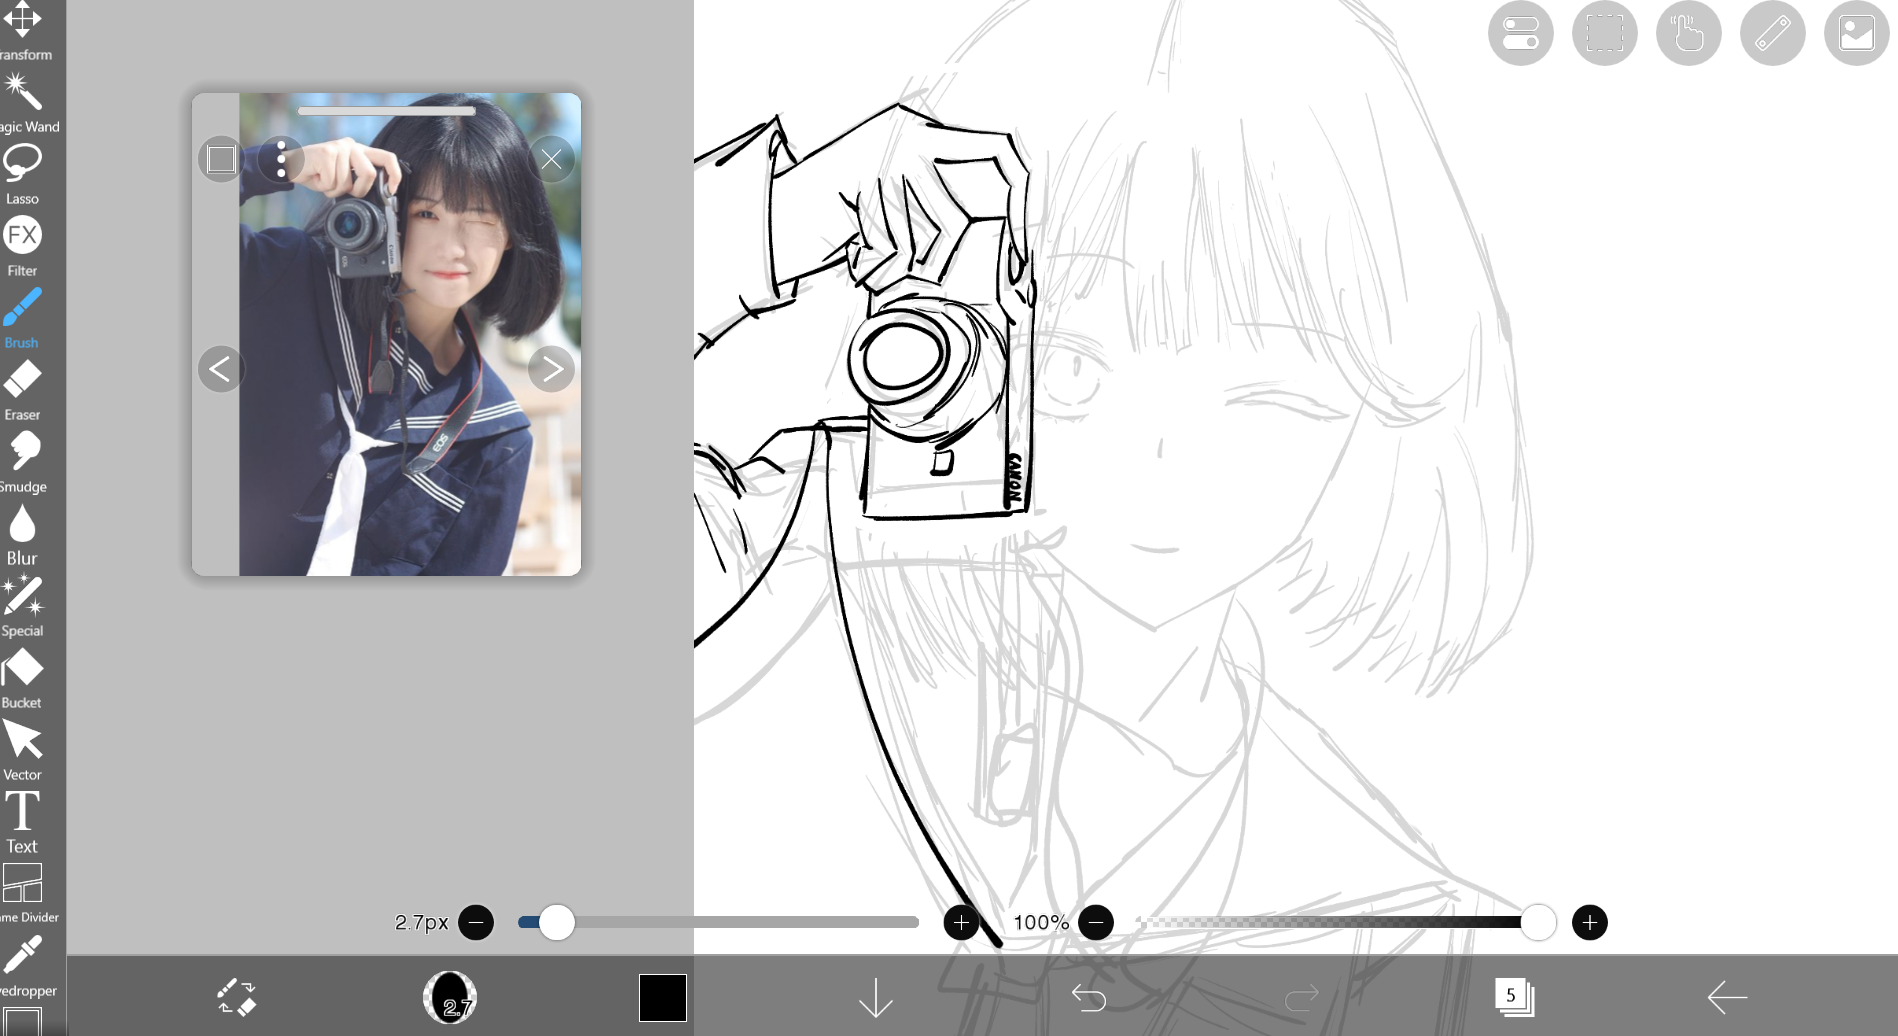 ransform
agic Wand
Lasso
FX
Filter
Brush
Eraser
Smudge
Blur
Special
Bucket
Vector
T
Text
ame Divider
yedropper
EOS
CANON
2.7px
100%
2.7
5